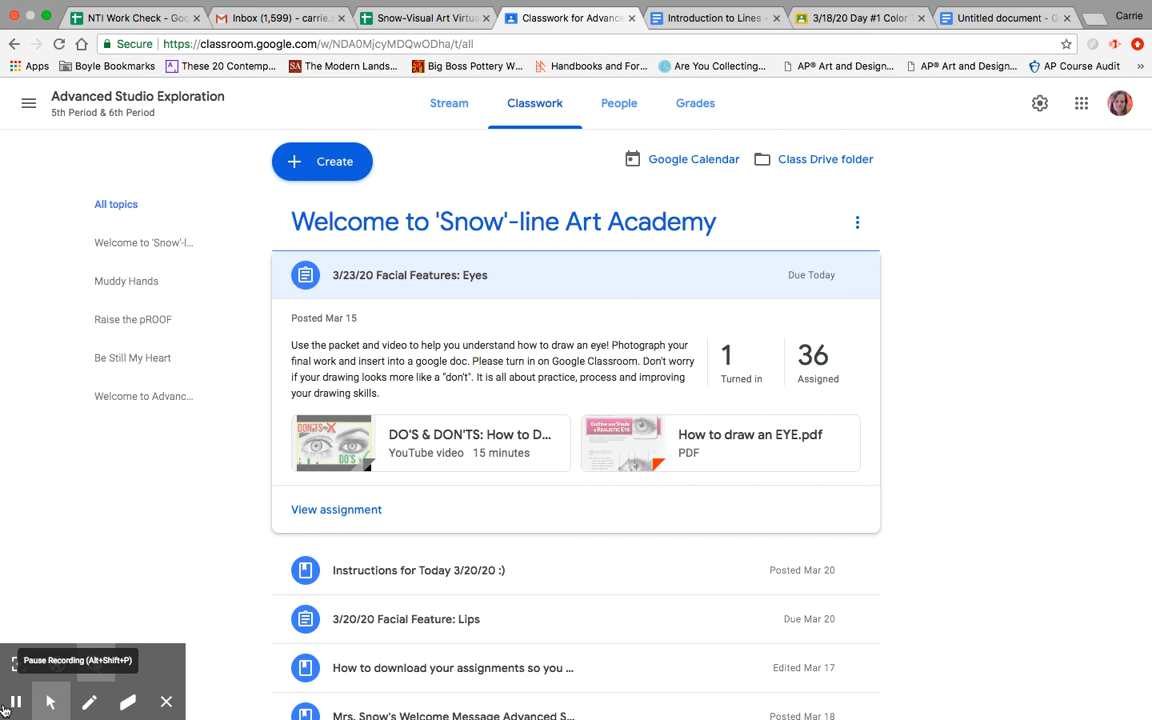 NTI Work Check - Goo
Inbox (1,599) - carrie.s
Snow-Visual Art Virtua
Classwork for Advance
Introduction to Lines -
3/18/20 Day #1 Color
Untitled document - G
Carrie
Secure
https://classroom.google.com/w/NDA0MjcyMDQwODha/t/all
Apps
Boyle Bookmarks
These 20 Contemp...
The Modern Lands...
Big Boss Pottery W...
Handbooks and For...
Are You Collecting...
AP® Art and Design...
AP® Art and Design...
AP Course Audit
»
Advanced Studio Exploration
5th Period & 6th Period
Stream
Classwork
People
Grades
Create
Google Calendar
Class Drive folder
All topics
Welcome to 'Snow'-l...
Muddy Hands
Raise the pROOF
Be Still My Heart
Welcome to Advanc...
Welcome to 'Snow'-line Art Academy
3/23/20 Facial Features: Eyes
Due Today
Posted Mar 15
Use the packet and video to help you understand how to draw an eye! Photograph your
final work and insert into a google doc. Please turn in on Google Classroom. Don't worry
if your drawing looks more like a "don't". It is all about practice, process and improving
your drawing skills.
1
Turned in
36
Assigned
DON'TS
DO'S
DO'S & DON'TS: How to D...
YouTube video 15 minutes
Outline and Shade
a REALISTIC EYE
How to draw an EYE.pdf
PDF
View assignment
Instructions for Today 3/20/20 :)
Posted Mar 20
3/20/20 Facial Feature: Lips
Due Mar 20
How to download your assignments so you ...
Edited Mar 17
Mrs. Snow's Welcome Message Advanced S...
Posted Mar 18
Pause Recording (Alt+Shift+P)